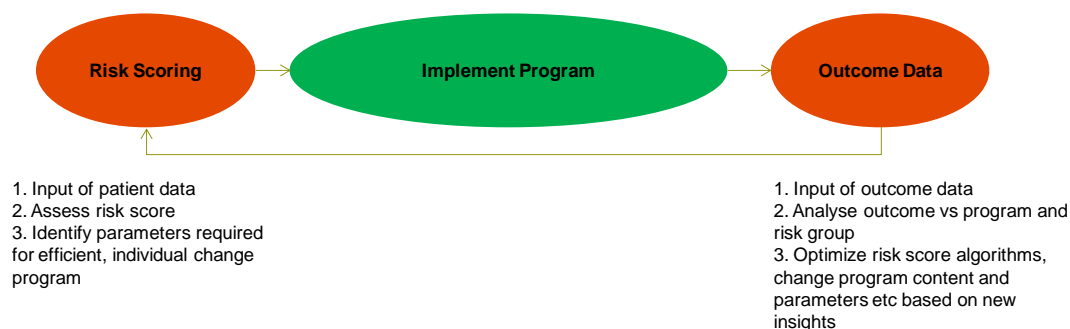 Risk Scoring
Implement Program
Outcome Data
1. Input of patient data
2. Assess risk score
3. Identify parameters required
for efficient, individual change
program
1. Input of outcome data
2. Analyse outcome vs program and
risk group
3. Optimize risk score algorithms,
change program content and
parameters etc based on new
insights